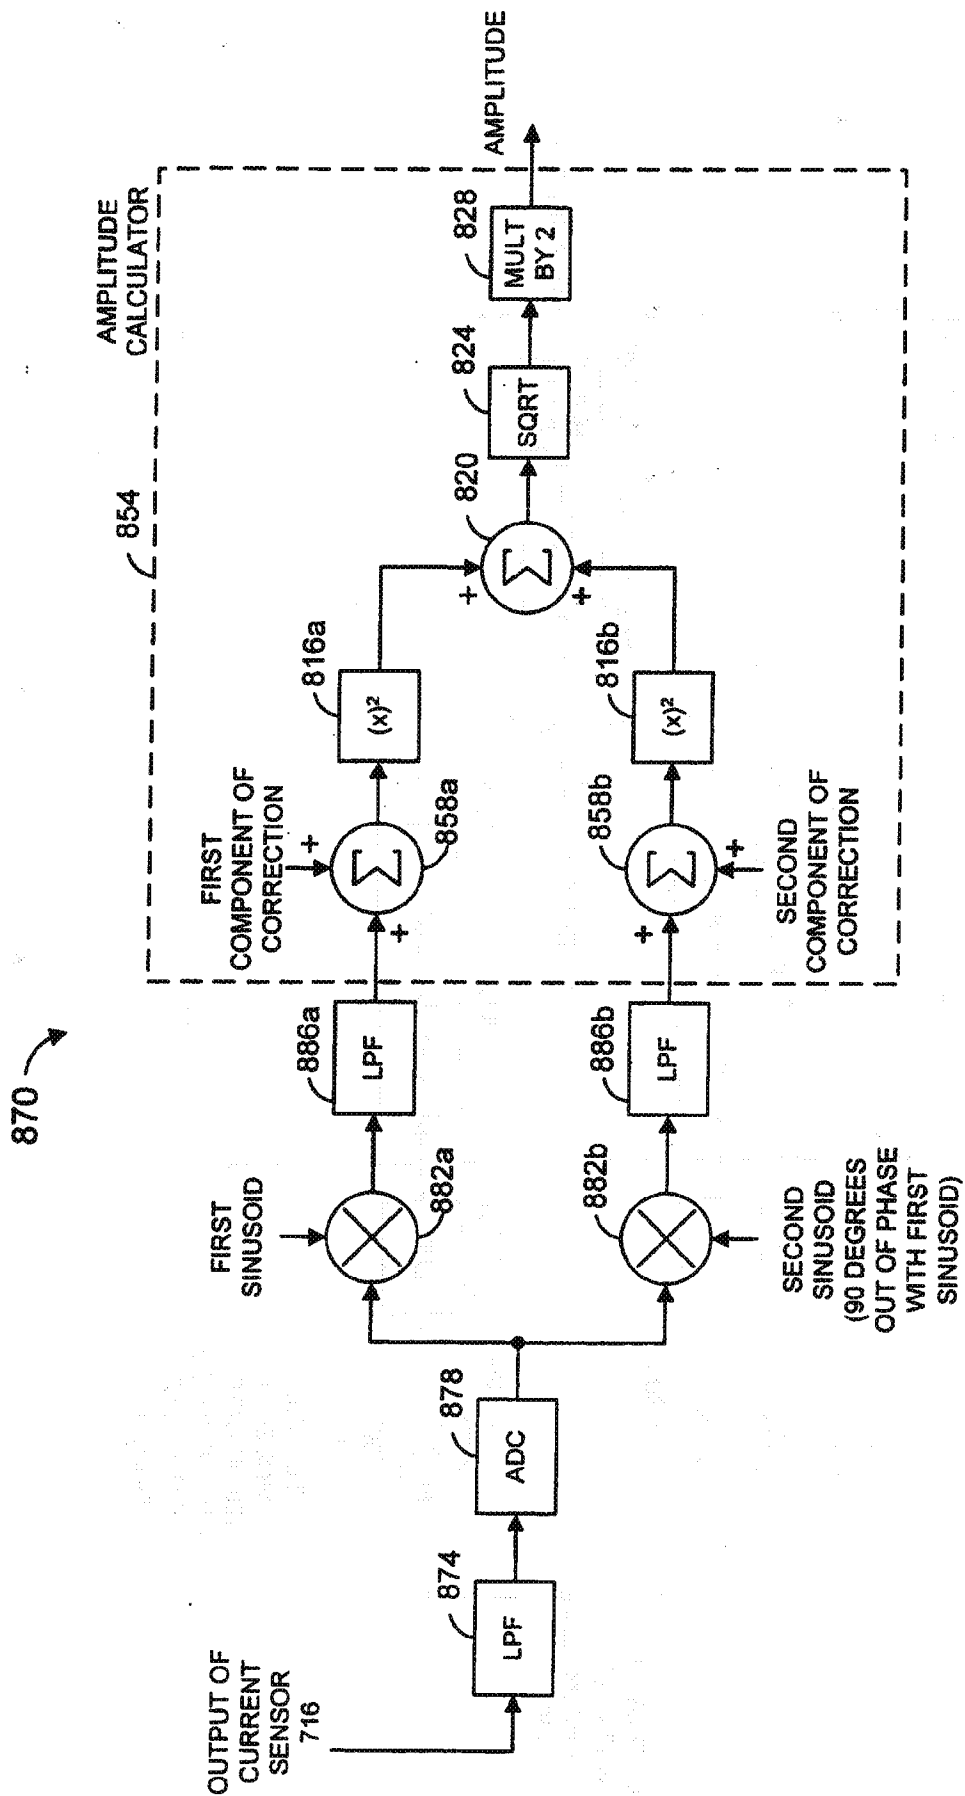 870
AMPLITUDE
CALCULATOR
854
OUTPUT OF
CURRENT
SENSOR
716
874
LPF
878
ADC
FIRST
SINUSOID
882a
886a
LPF
FIRST
COMPONENT OF
CORRECTION
+
+
Σ
858a
816a
(x)²
882b
SECOND
SINUSOID
(90 DEGREES
OUT OF PHASE
WITH FIRST
SINUSOID)
886b
LPF
858b
+
Σ
+
SECOND
COMPONENT OF
CORRECTION
816b
(x)²
820
+
Σ
+
824
SQRT
828
MULT
BY 2
AMPLITUDE